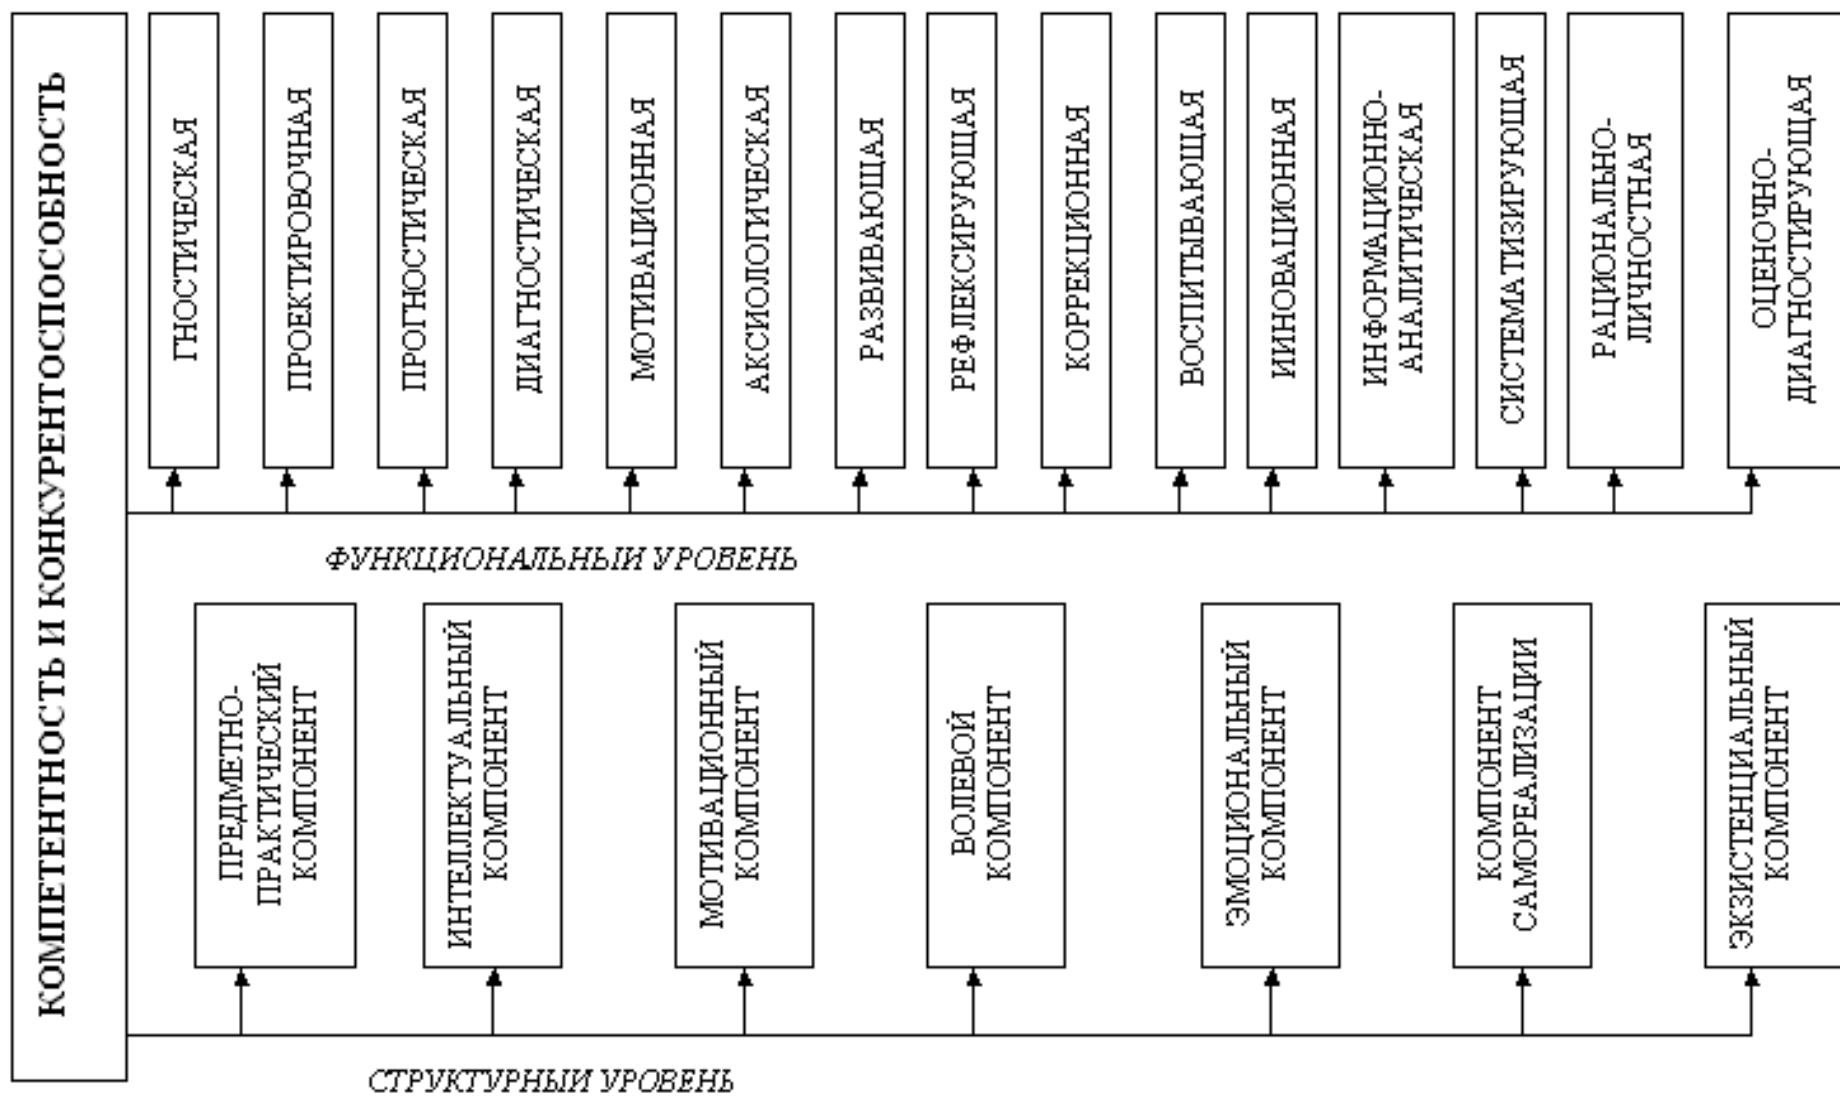 КОМПЕТЕНТНОСТЬ И КОНКУРЕНТОСПОСОБНОСТЬ
ГНОСТИЧЕСКАЯ
ПРОЕКТИРОВОЧНАЯ
ПРОГНОСТИЧЕСКАЯ
ДИАГНОСТИЧЕСКАЯ
МОТИВАЦИОННАЯ
АКСИОЛОГИЧЕСКАЯ
РАЗВИВАЮЩАЯ
РЕФЛЕКСИРУЮЩАЯ
КОРРЕКЦИОННАЯ
ВОСПИТЫВАЮЩАЯ
ИИНОВАЦИОННАЯ
ИНФОРМАЦИОННО-
АНАЛИТИЧЕСКАЯ
СИСТЕМАТИЗИРУЮЩАЯ
РАЦИОНАЛЬНО-
ЛИЧНОСТНАЯ
ОЦЕНОЧНО-
ДИАГНОСТИРУЮЩАЯ
ФУНКЦИОНАЛЬНЫЙ УРОВЕНЬ
ПРЕДМЕТНО-
ПРАКТИЧЕСКИЙ
КОМПОНЕНТ
ИНТЕЛЛЕКТУАЛЬНЫЙ
КОМПОНЕНТ
МОТИВАЦИОННЫЙ
КОМПОНЕНТ
ВОЛЕВОЙ
КОМПОНЕНТ
ЭМОЦИОНАЛЬНЫЙ
КОМПОНЕНТ
КОМПОНЕНТ
САМОРЕАЛИЗАЦИИ
ЭКЗИСТЕНЦИАЛЬНЫЙ
КОМПОНЕНТ
СТРУКТУРНЫЙ УРОВЕНЬ